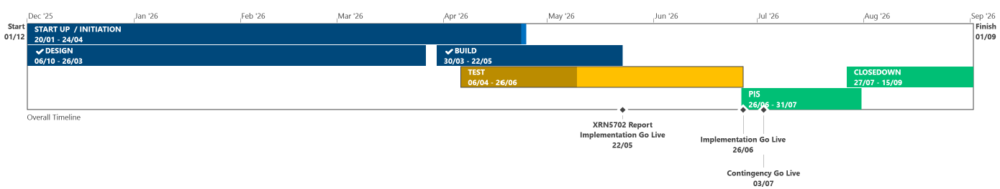 Dec '25
Jan '26
Feb '26
Mar '26
Apr '26
May '26
Jun '26
Jul '26
Aug '26
Sep '26
Start
01/12
START UP / INITIATION
20/01 - 24/04
Finish
01/09
DESIGN
06/10 - 26/03
BUILD
30/03 - 22/05
TEST
06/04 - 26/06
CLOSEDOWN
27/07 - 15/09
PIS
26/06 - 31/07
Overall Timeline
XRN5702 Report
Implementation Go Live
22/05
Implementation Go Live
26/06
Contingency Go Live
03/07